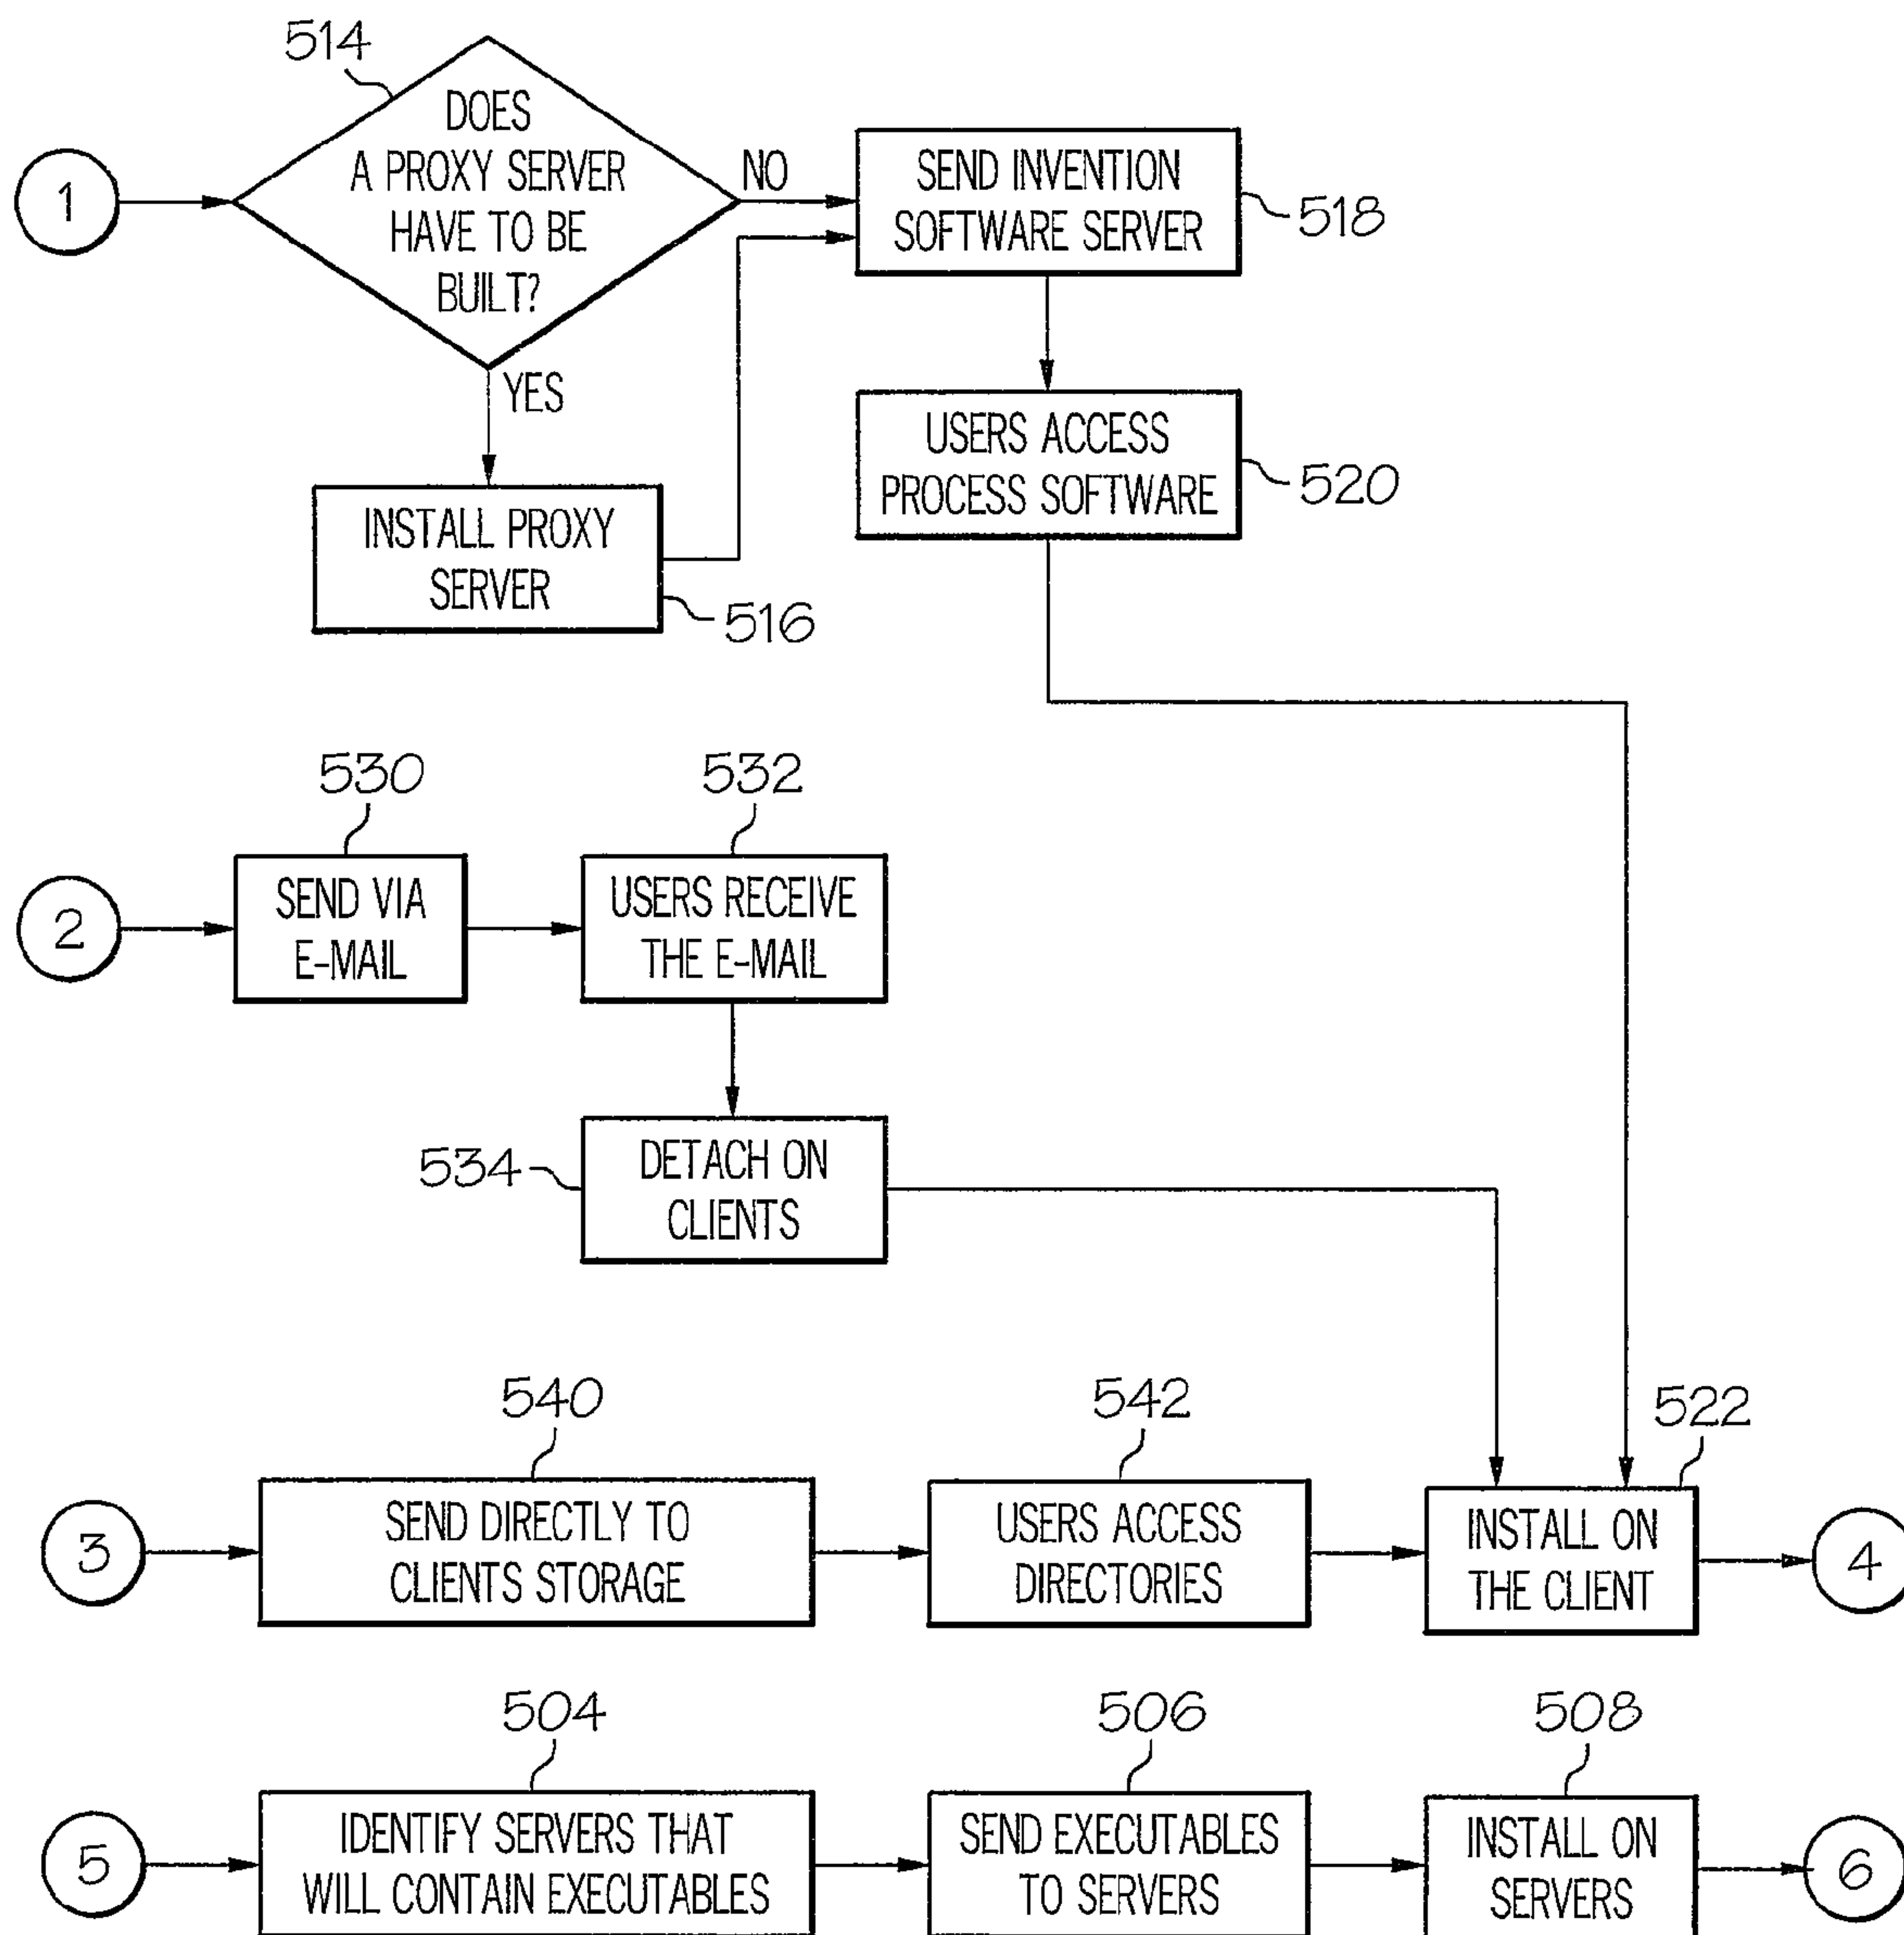 514
DOES
A PROXY SERVER
HAVE TO BE
BUILT?
1
NO
YES
SEND INVENTION
SOFTWARE SERVER
518
USERS ACCESS
PROCESS SOFTWARE
520
INSTALL PROXY
SERVER
516
530
532
2
SEND VIA
E-MAIL
USERS RECEIVE
THE E-MAIL
534
DETACH ON
CLIENTS
540
542
522
3
SEND DIRECTLY TO
CLIENTS STORAGE
USERS ACCESS
DIRECTORIES
INSTALL ON
THE CLIENT
4
504
506
508
5
IDENTIFY SERVERS THAT
WILL CONTAIN EXECUTABLES
SEND EXECUTABLES
TO SERVERS
INSTALL ON
SERVERS
6